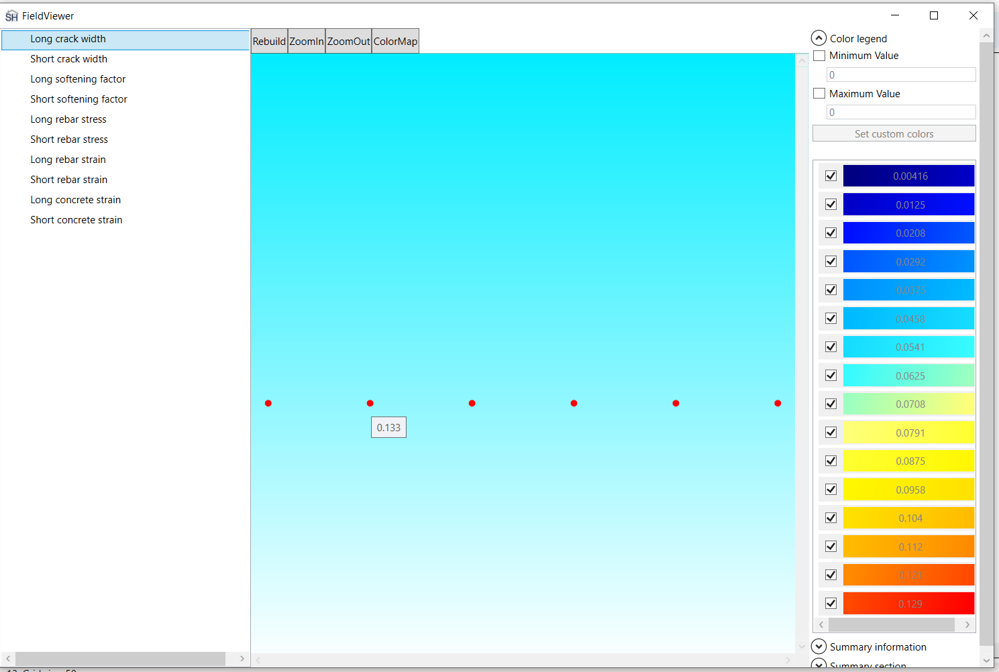 SH FieldViewer
Long crack width
Short crack width
Long softening factor
Short softening factor
Long rebar stress
Short rebar stress
Long rebar strain
Short rebar strain
Long concrete strain
Short concrete strain
Rebuild ZoomIn ZoomOut ColorMap
0.133
Color legend
Minimum Value
0
Maximum Value
0
Set custom colors
0.00416
0.0125
0.0208
0.0292
0.0375
0.0458
0.0541
0.0625
0.0708
0.0791
0.0875
0.0958
0.104
0.112
0.121
0.129
Summary information
Summary section